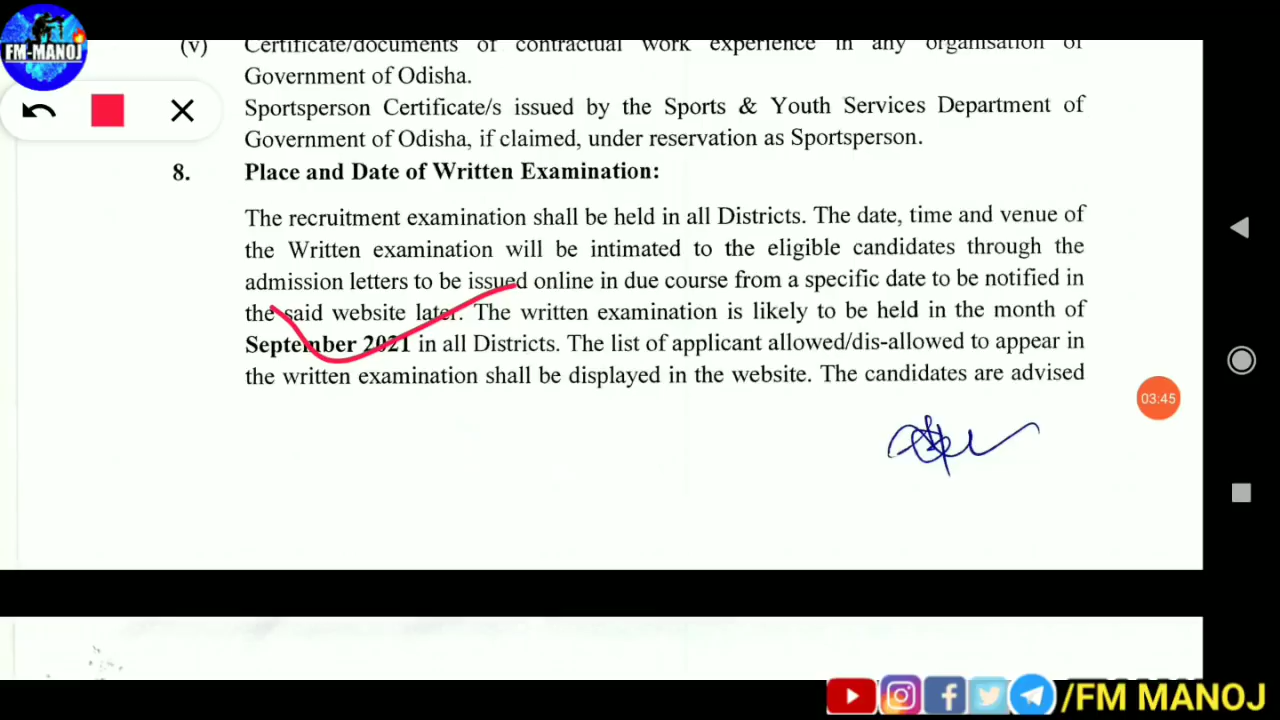 FM-MANOJ
(v) Certificate/documents of contractual work experience in any organisation of
Government of Odisha.
Sportsperson Certificate/s issued by the Sports & Youth Services Department of
Government of Odisha, if claimed, under reservation as Sportsperson.
8. Place and Date of Written Examination:
The recruitment examination shall be held in all Districts. The date, time and venue of
the Written examination will be intimated to the eligible candidates through the
admission letters to be issued online in due course from a specific date to be notified in
the said website later. The written examination is likely to be held in the month of
September 2021 in all Districts. The list of applicant allowed/dis-allowed to appear in
the written examination shall be displayed in the website. The candidates are advised
03:45
/FM MANOJ